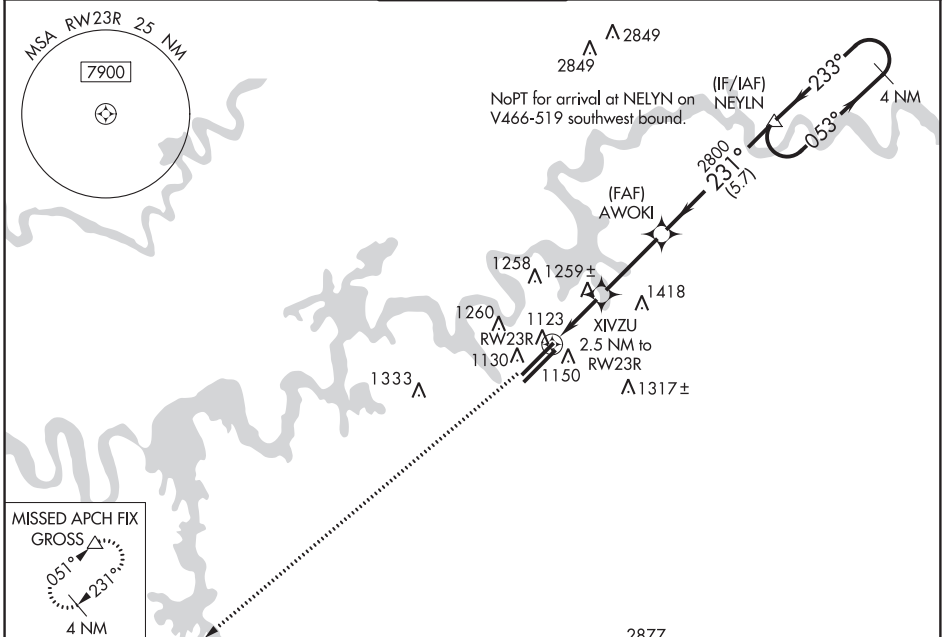 MSA RW23R 25 NM
7900
2849
2849
NoPT for arrival at NELYN on
V466-519 southwest bound.
(IF/IAF)
NEYLN
233°
053°
4 NM
2800
231°
(5.7)
(FAF)
AWOKI
1258
1259±
1418
XIVZU
2.5 NM to
RW23R
1260
1123
RW23R
1130
1150
1333
1317±
MISSED APCH FIX
GROSS
051°
231°
4 NM
2877